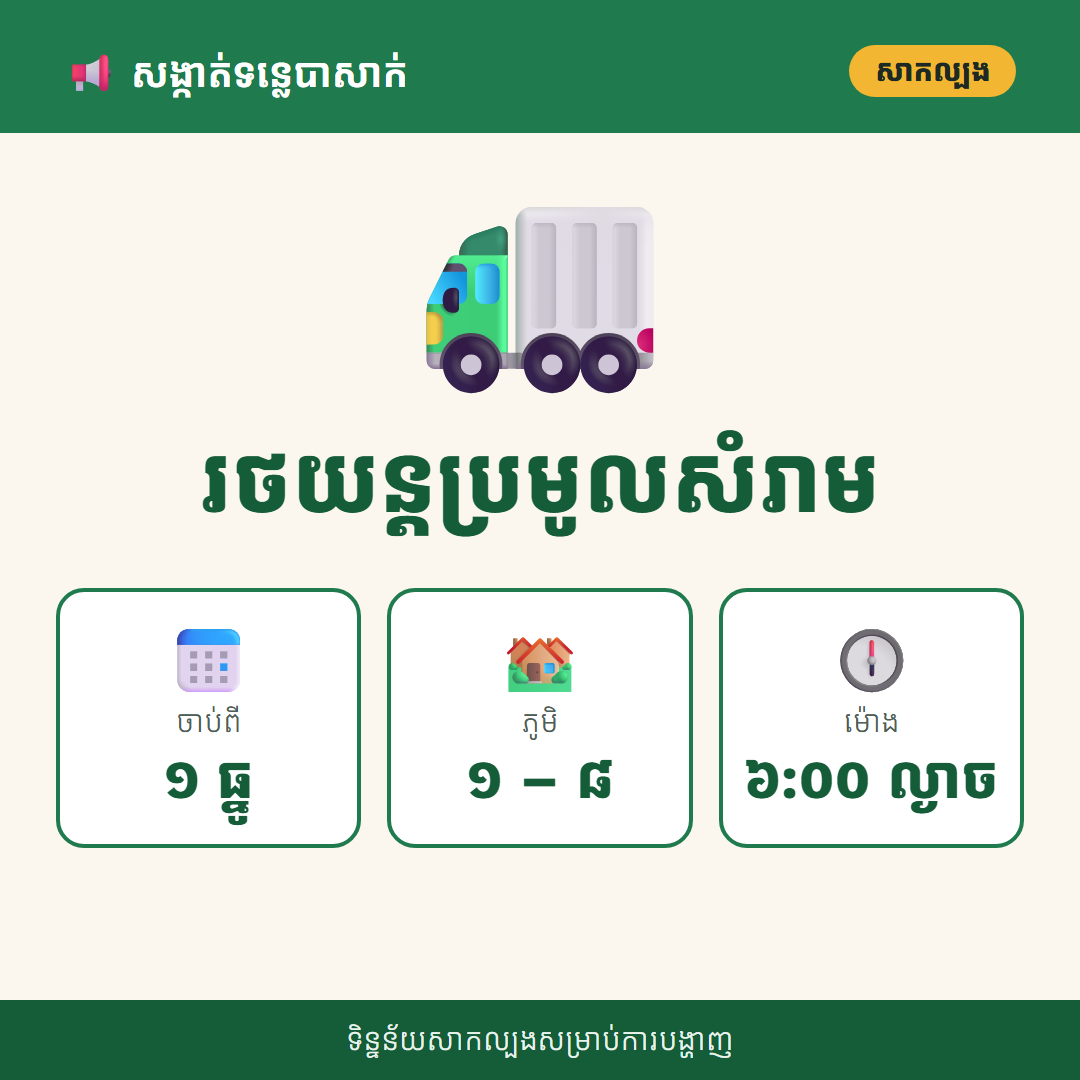 សង្កាត់ទន្លេបាសាក់
សាកល្បង
រថយន្តប្រមូលសំរាម
ចាប់ពី
១ ធ្នូ
ភូមិ
១ – ៨
ម៉ោង
៦:០០ ល្ងាច
ទិន្នន័យសាកល្បងសម្រាប់ការបង្ហាញ